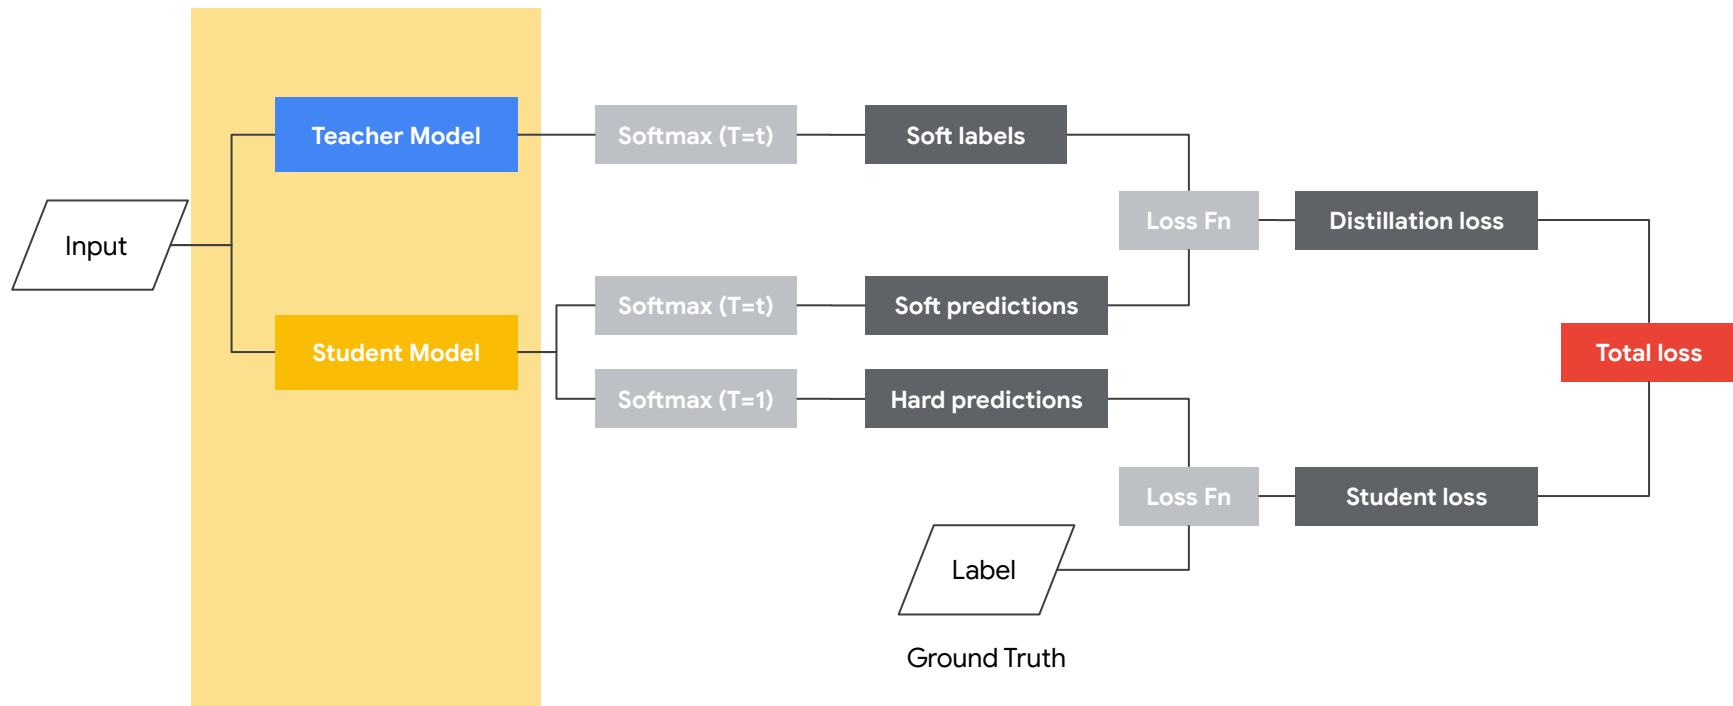 Teacher Model
Softmax (T=t)
Soft labels
Loss Fn
Distillation loss
Input
Softmax (T=t)
Soft predictions
Student Model
Total loss
Softmax (T=1)
Hard predictions
Loss Fn
Student loss
Label
Ground Truth